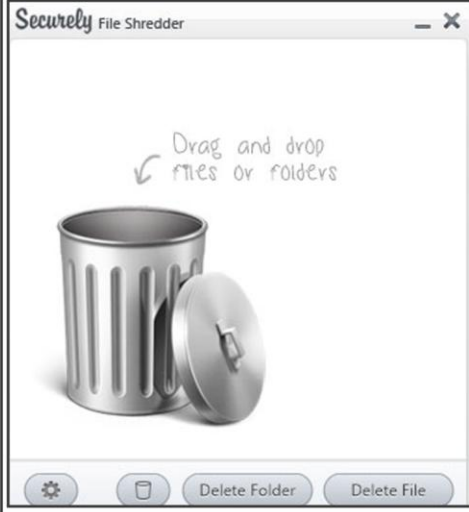 Securely File Shredder
Drag and drop
files or folders
Delete Folder
Delete File